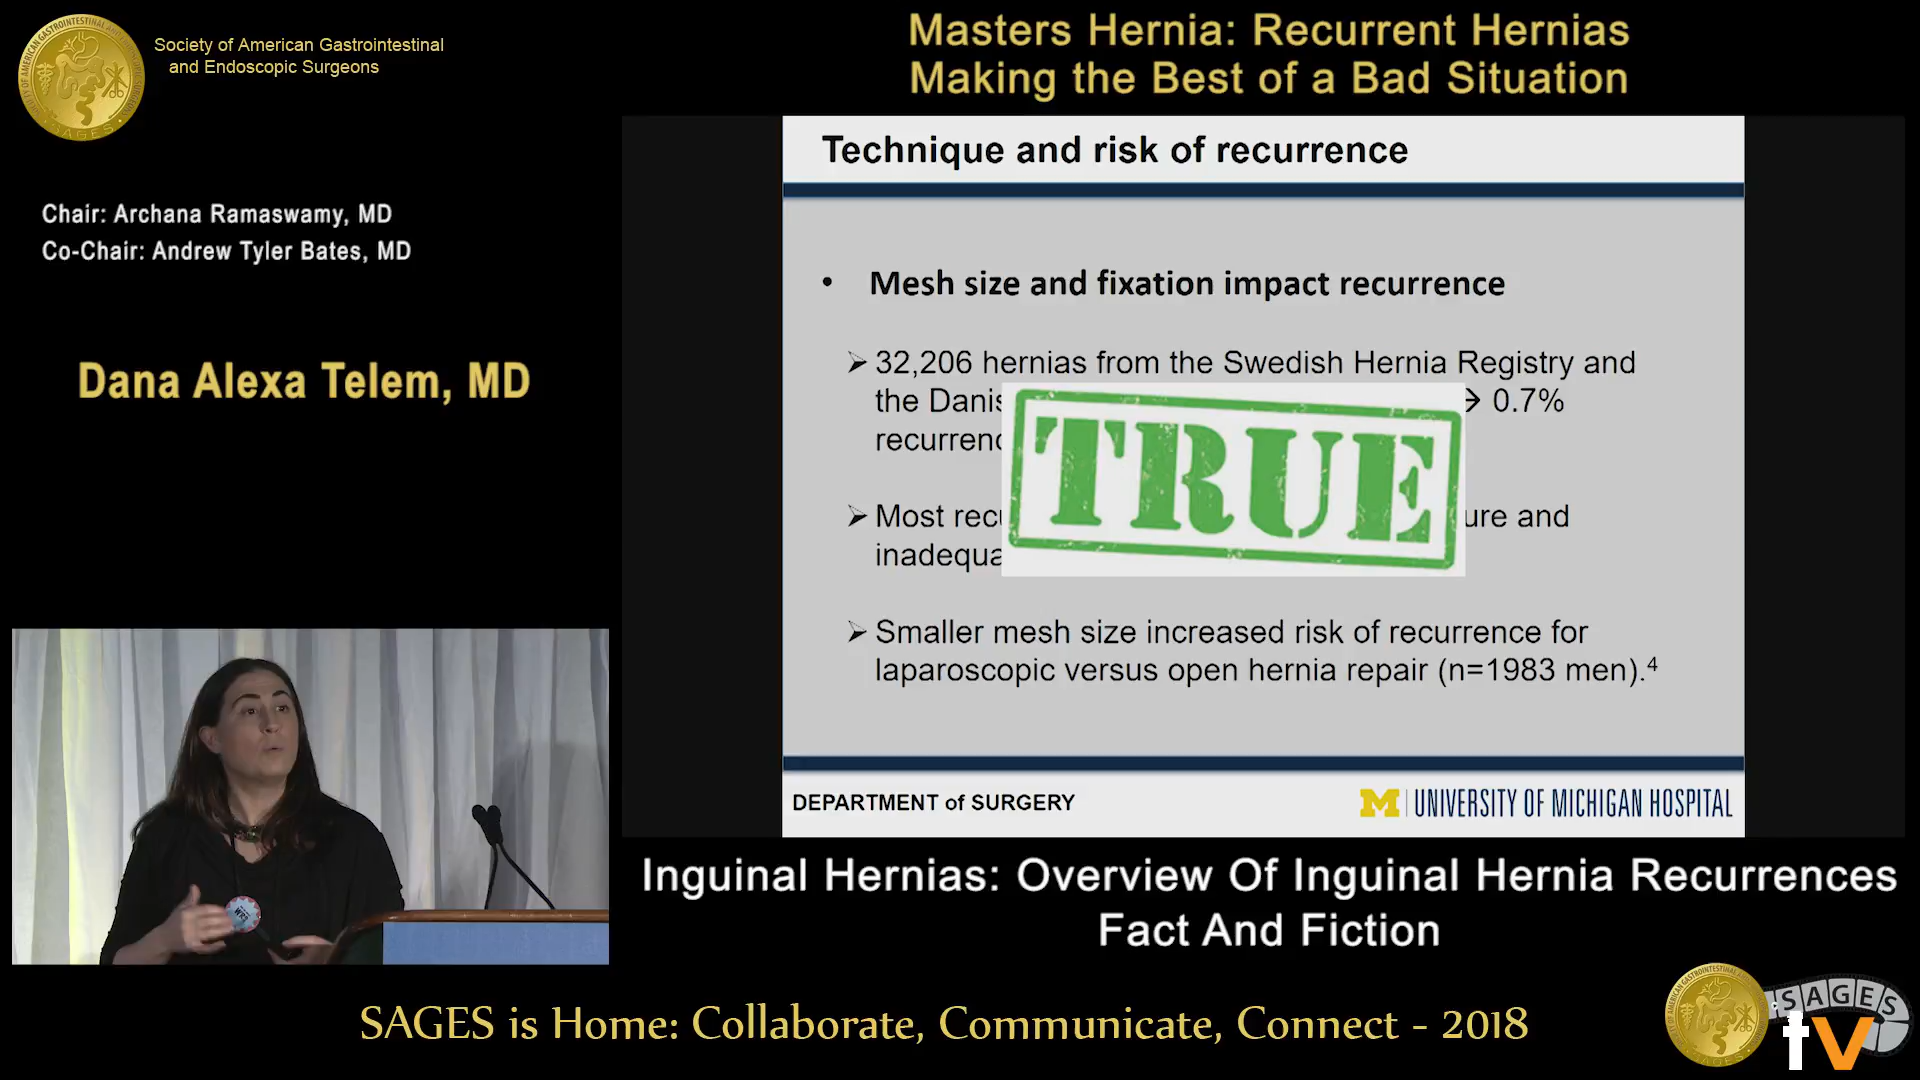 Society of American Gastrointestinal
and Endoscopic Surgeons
Masters Hernia: Recurrent Hernias
Making the Best of a Bad Situation
Chair: Archana Ramaswamy, MD
Co-Chair: Andrew Tyler Bates, MD
Dana Alexa Telem, MD
Technique and risk of recurrence
• Mesh size and fixation impact recurrence
➢ 32,206 hernias from the Swedish Hernia Registry and
the → 0.7%
TRUE
➢ Most and
➢ Smaller mesh size increased risk of recurrence for
laparoscopic versus open hernia repair (n=1983 men).⁴
DEPARTMENT of SURGERY
M | UNIVERSITY OF MICHIGAN HOSPITAL
Inguinal Hernias: Overview Of Inguinal Hernia Recurrences
Fact And Fiction
SAGES is Home: Collaborate, Communicate, Connect - 2018
SAGES
tv